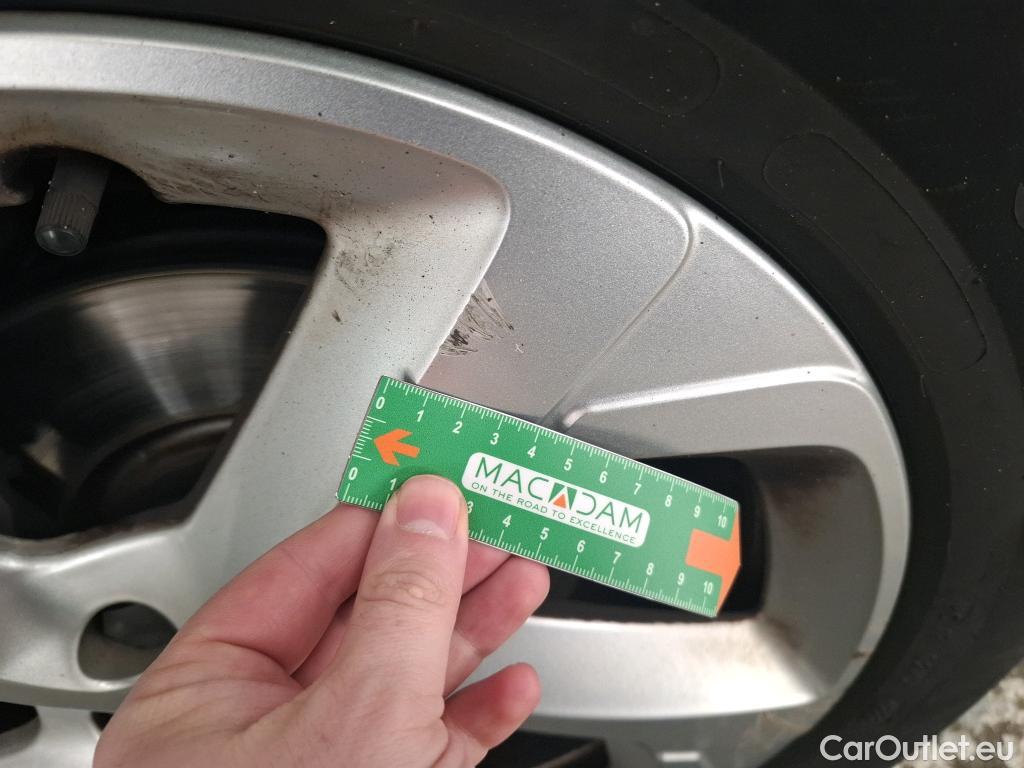 0 1 2 3 4 5 6 7 8 9 10
MACADAM
ON THE ROAD TO EXCELLENCE
0 1 3 4 5 6 7 8 9 10
CarOutlet.eu